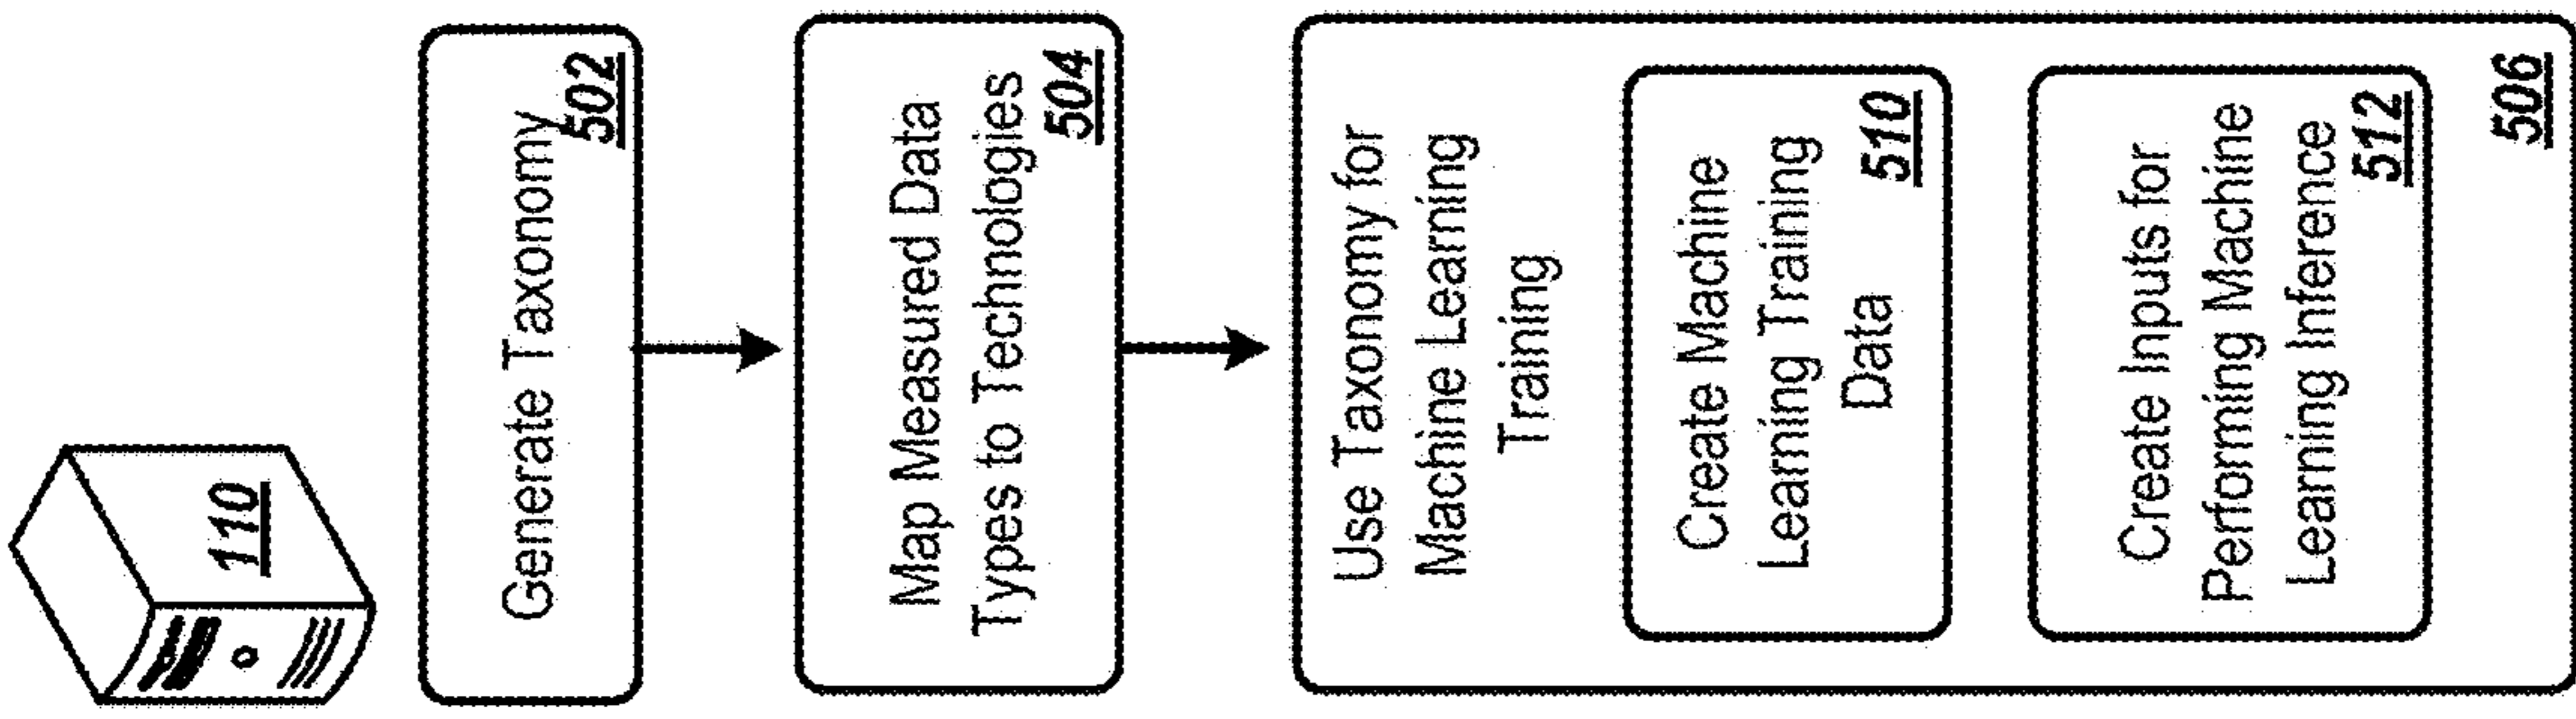 110
Generate Taxonomy
502
Map Measured Data
Types to Technologies
504
Use Taxonomy for
Machine Learning
Training
Create Machine
Learning Training
Data
510
Create Inputs for
Performing Machine
Learning Inference
512
506